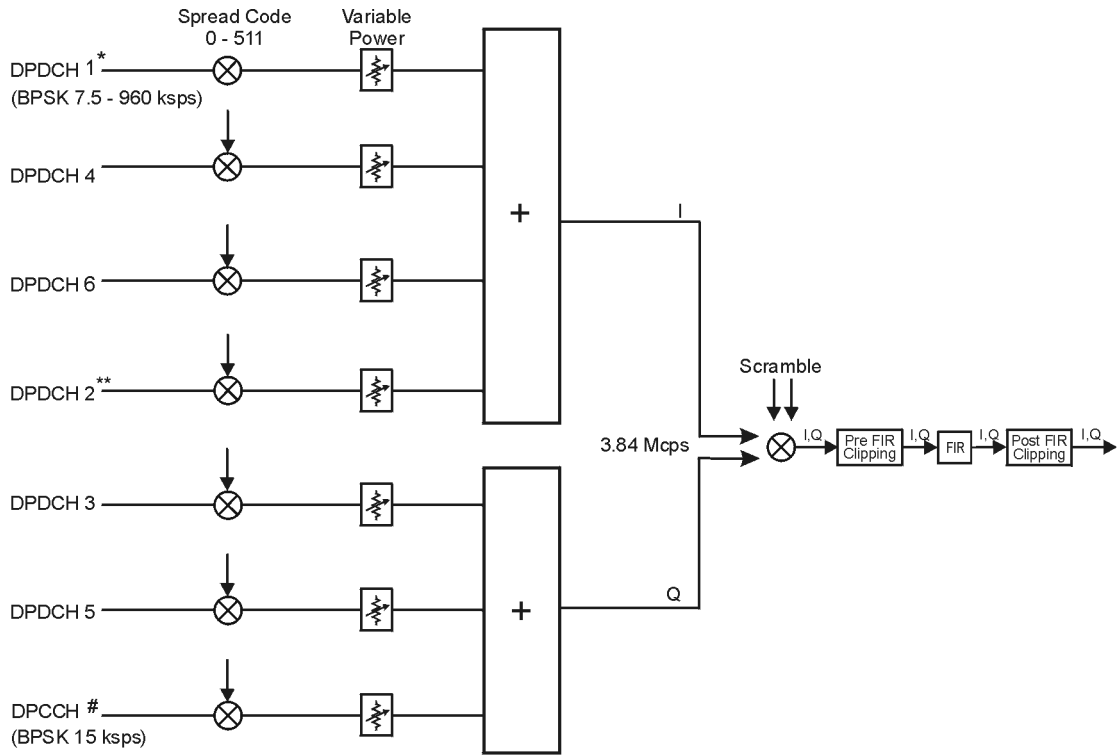 Spread Code
0 - 511
Variable
Power
DPDCH 1*
(BPSK 7.5 - 960 ksps)
DPDCH 4
DPDCH 6
DPDCH 2**
DPDCH 3
DPDCH 5
DPCCH #
(BPSK 15 ksps)
+
+
I
Q
3.84 Mcps
Scramble
I,Q
Pre FIR
Clipping
I,Q
FIR
I,Q
Post FIR
Clipping
I,Q